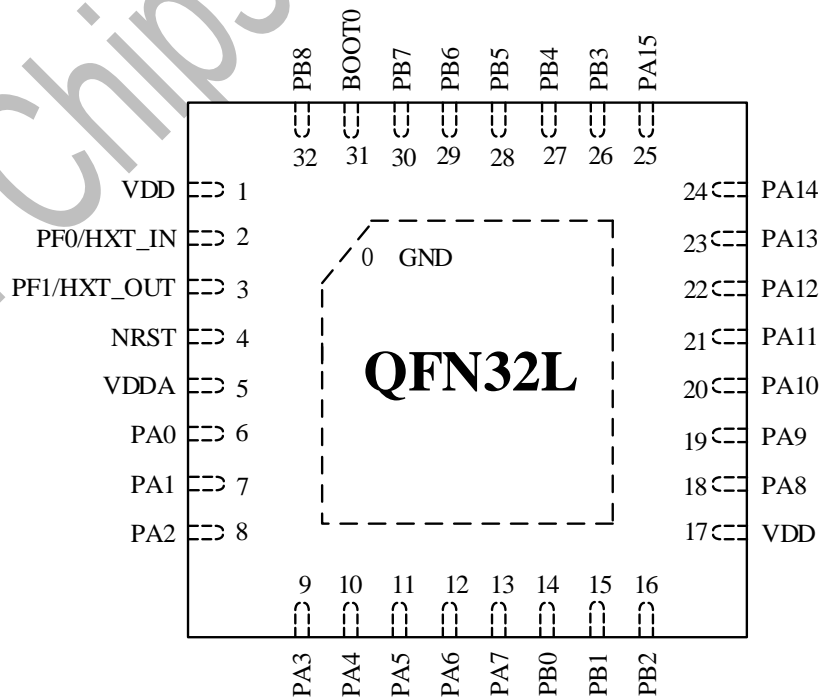 Chips
PB8 BOOT0 PB7 PB6 PB5 PB4 PB3 PA15
32 31 30 29 28 27 26 25
VDD 1
PF0/HXT_IN 2
PF1/HXT_OUT 3
NRST 4
VDDA 5
PA0 6
PA1 7
PA2 8
0 GND
QFN32L
24 PA14
23 PA13
22 PA12
21 PA11
20 PA10
19 PA9
18 PA8
17 VDD
9 10 11 12 13 14 15 16
PA3 PA4 PA5 PA6 PA7 PB0 PB1 PB2